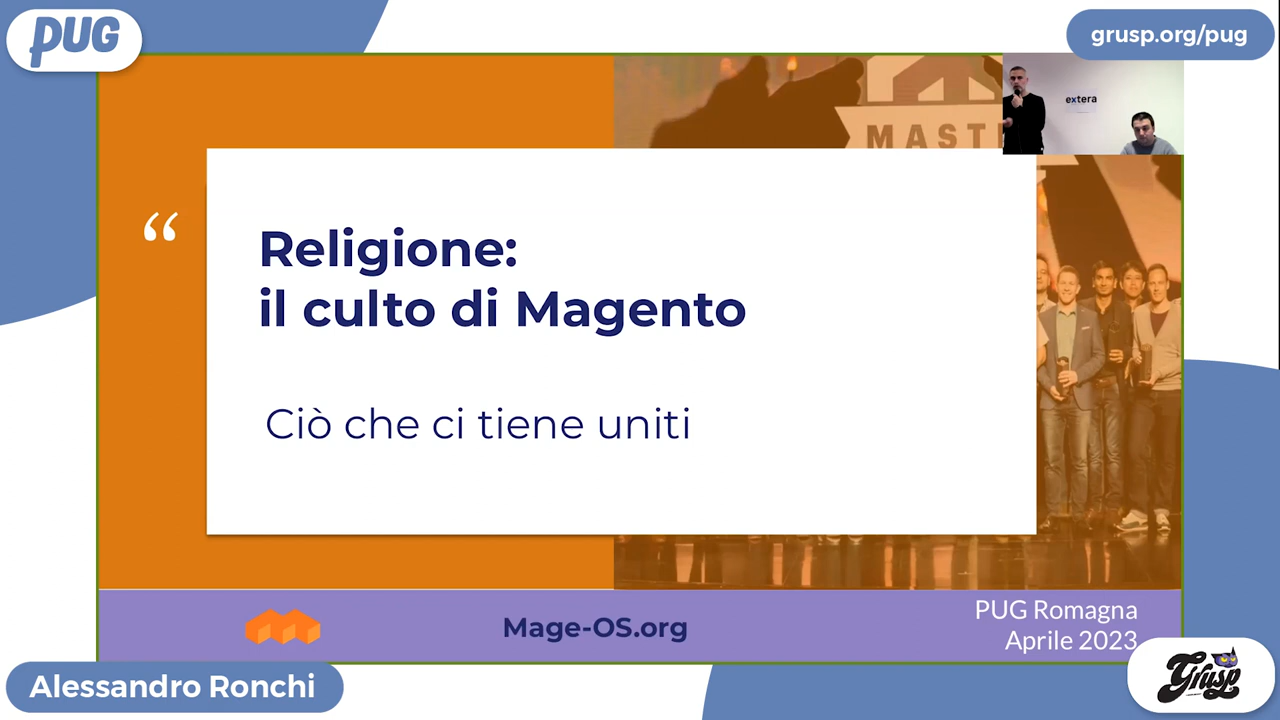 PUG
grusp.org/pug
extera
MAST
“
Religione:
il culto di Magento
Ciò che ci tiene uniti
Mage-OS.org
PUG Romagna
Aprile 2023
Alessandro Ronchi
Grusp